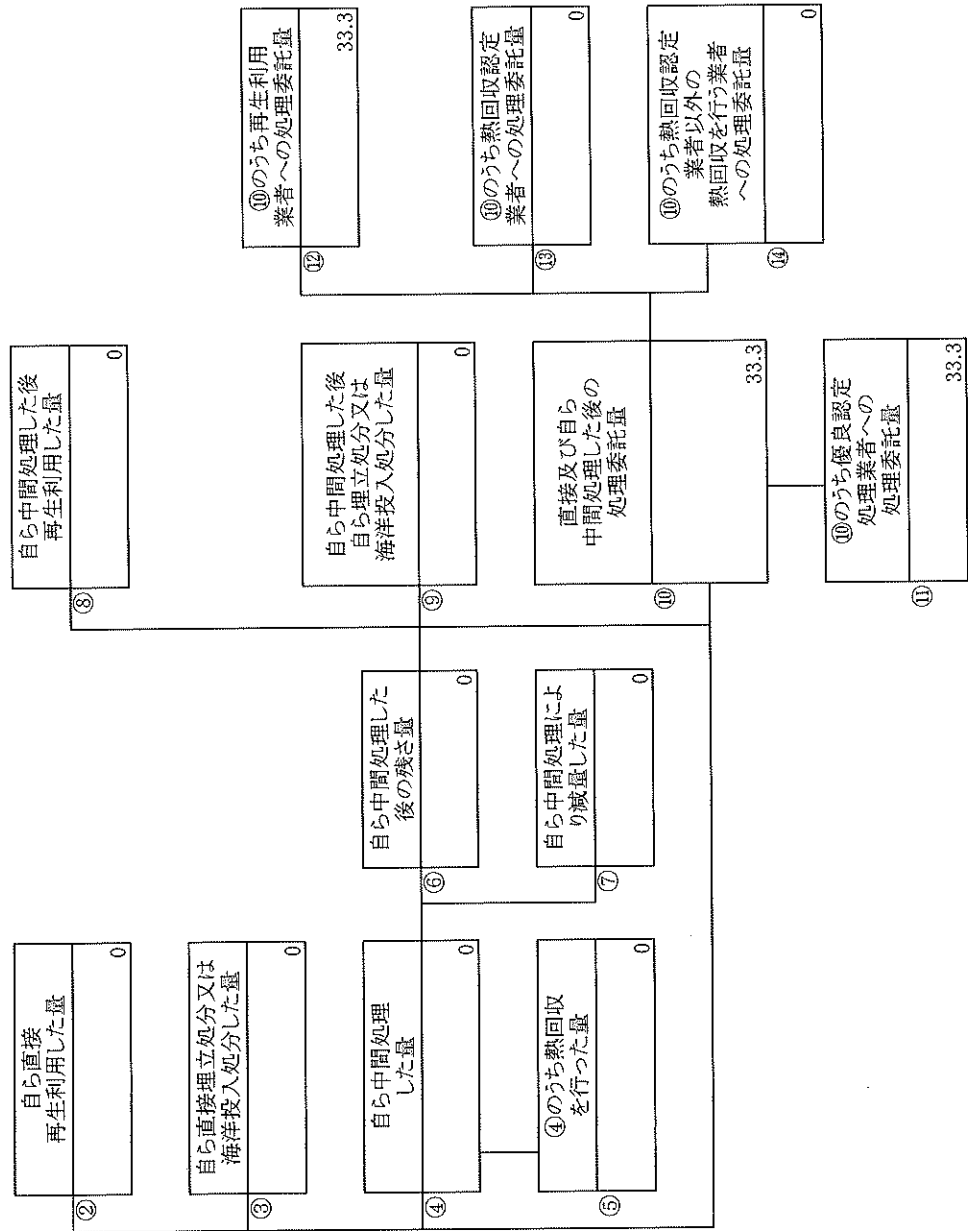 ②
自ら直接
再生利用した量
0
③
自ら直接埋立処分又は
海洋投入処分した量
0
④
自ら中間処理
した量
0
⑤
④のうち熱回収
を行った量
0
⑥
自ら中間処理した
後の残さ量
0
⑦
自ら中間処理によ
り減量した量
0
⑧
自ら中間処理した後
再生利用した量
0
⑨
自ら中間処理した後
自ら埋立処分又は
海洋投入処分した量
0
⑩
直接及び自ら
中間処理した後の
処理委託量
33.3
⑪
⑩のうち優良認定
処理業者への
処理委託量
33.3
⑫
⑩のうち再生利用
業者への処理委託量
33.3
⑬
⑩のうち熱回収認定
業者への処理委託量
0
⑭
⑩のうち熱回収認定
業者以外の
熱回収を行う業者
への処理委託量
0